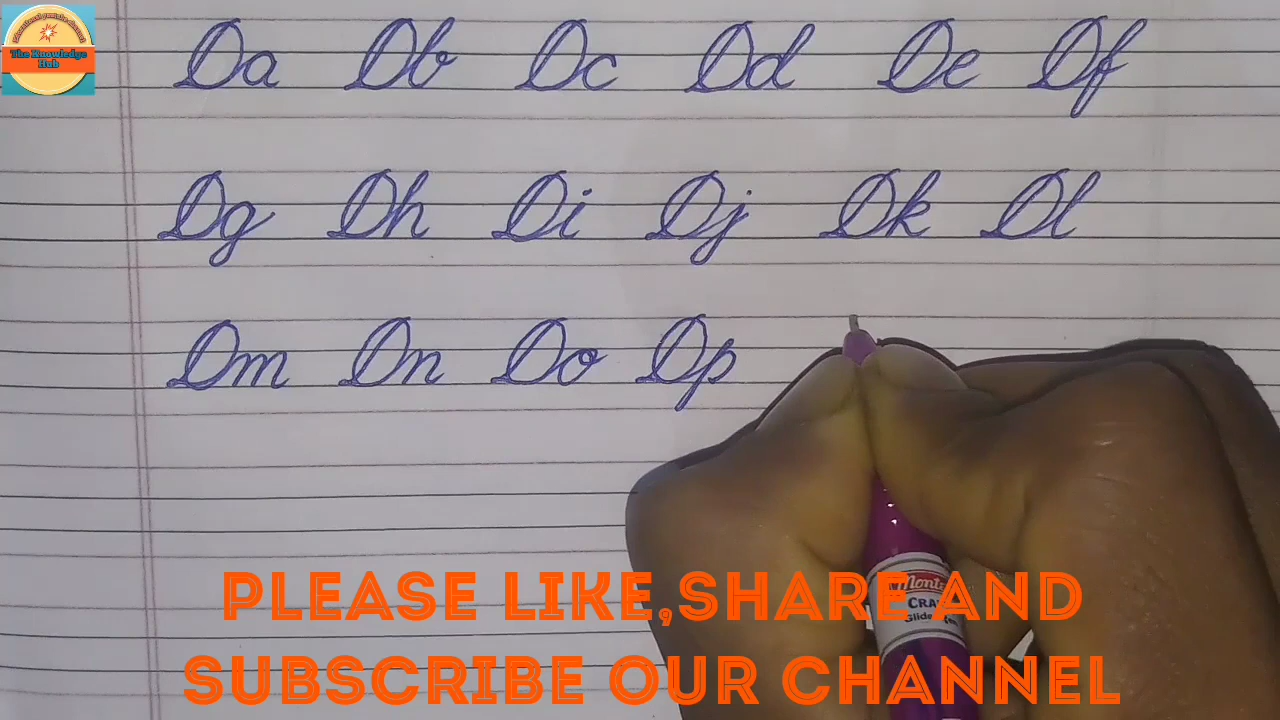 The Knowledge
Hub
Da Db Dc Dd De Df
Dg Dh Di Dj Dk Dl
Dm Dn Do Dp
PLEASE LIKE,SHARE AND
SUBSCRIBE OUR CHANNEL